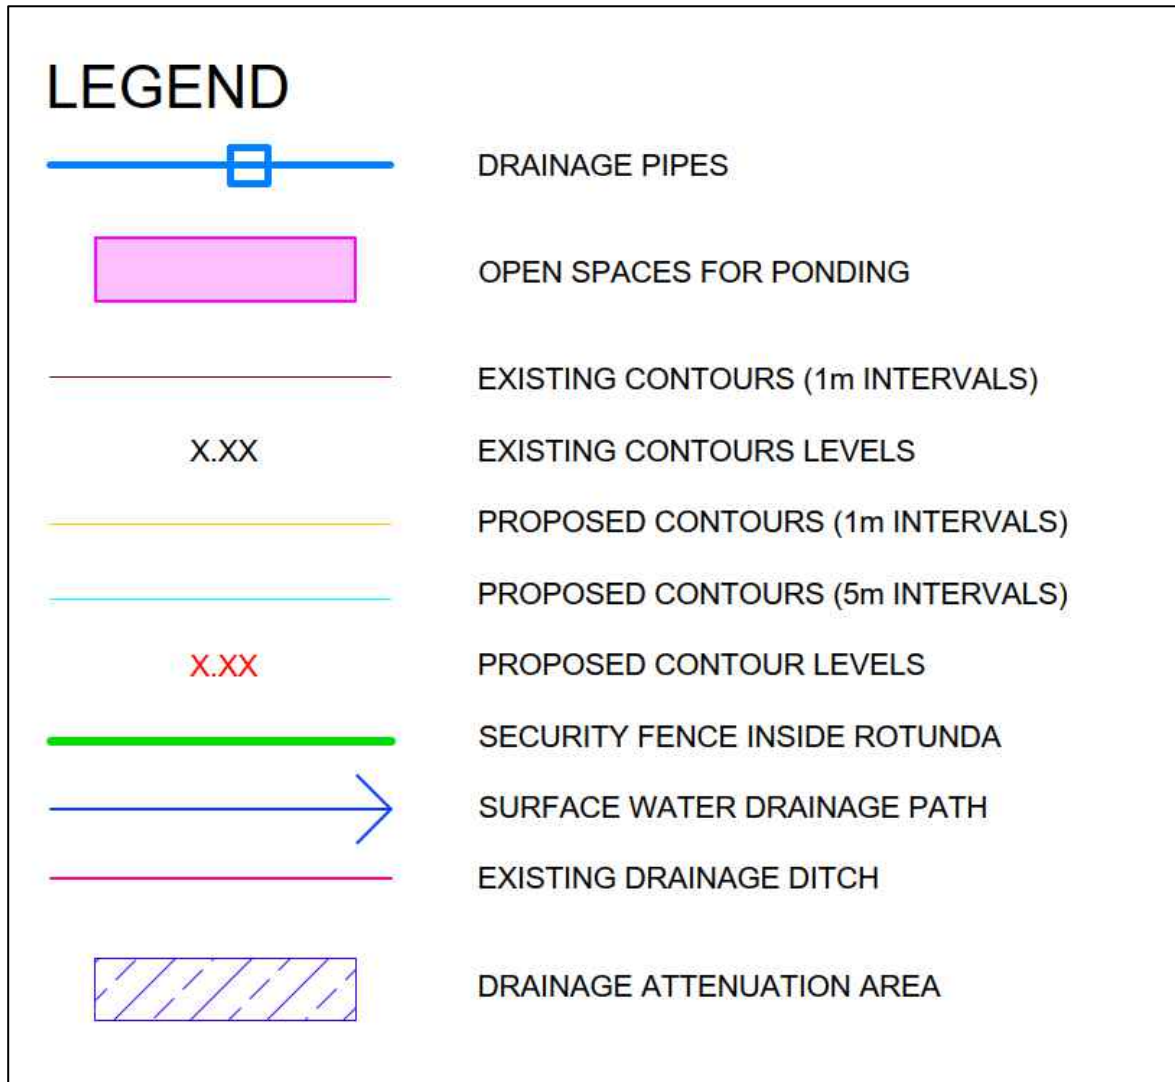 LEGEND
DRAINAGE PIPES
OPEN SPACES FOR PONDING
EXISTING CONTOURS (1m INTERVALS)
X.XX EXISTING CONTOURS LEVELS
PROPOSED CONTOURS (1m INTERVALS)
PROPOSED CONTOURS (5m INTERVALS)
X.XX PROPOSED CONTOUR LEVELS
SECURITY FENCE INSIDE ROTUNDA
SURFACE WATER DRAINAGE PATH
EXISTING DRAINAGE DITCH
DRAINAGE ATTENUATION AREA